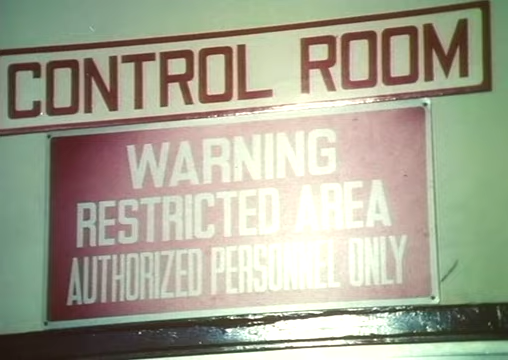 CONTROL ROOM
WARNING
RESTRICTED AREA
AUTHORIZED PERSONNEL ONLY